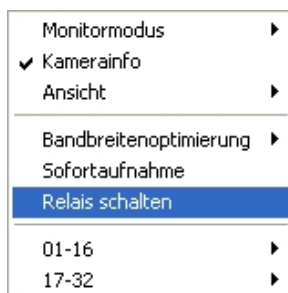 Monitormodus
Kamerainfo
Ansicht
Bandbreitenoptimierung
Sofortaufnahme
Relais schalten
01-16
17-32